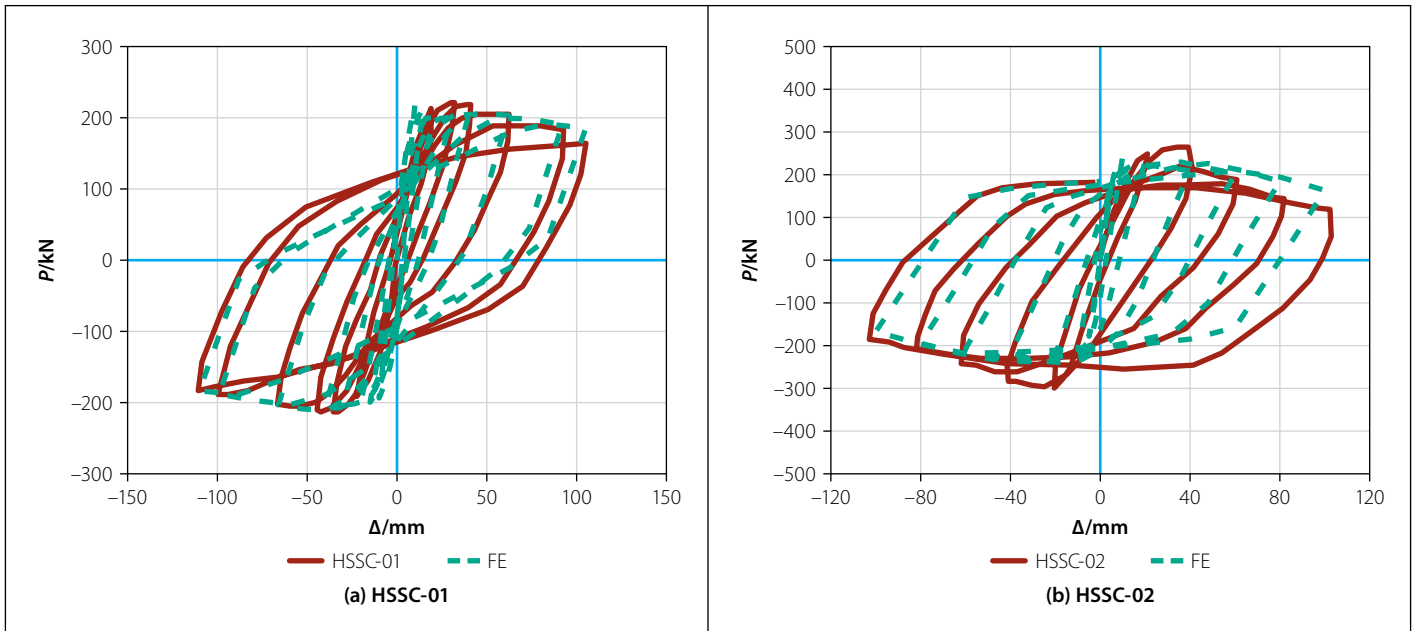 300
200
100
0
–100
–200
–300
P/kN
–150 –100 –50 0 50 100 150
Δ/mm
HSSC-01 FE
(a) HSSC-01
500
400
300
200
100
0
–100
–200
–300
–400
–500
P/kN
–120 –80 –40 0 40 80 120
Δ/mm
HSSC-02 FE
(b) HSSC-02